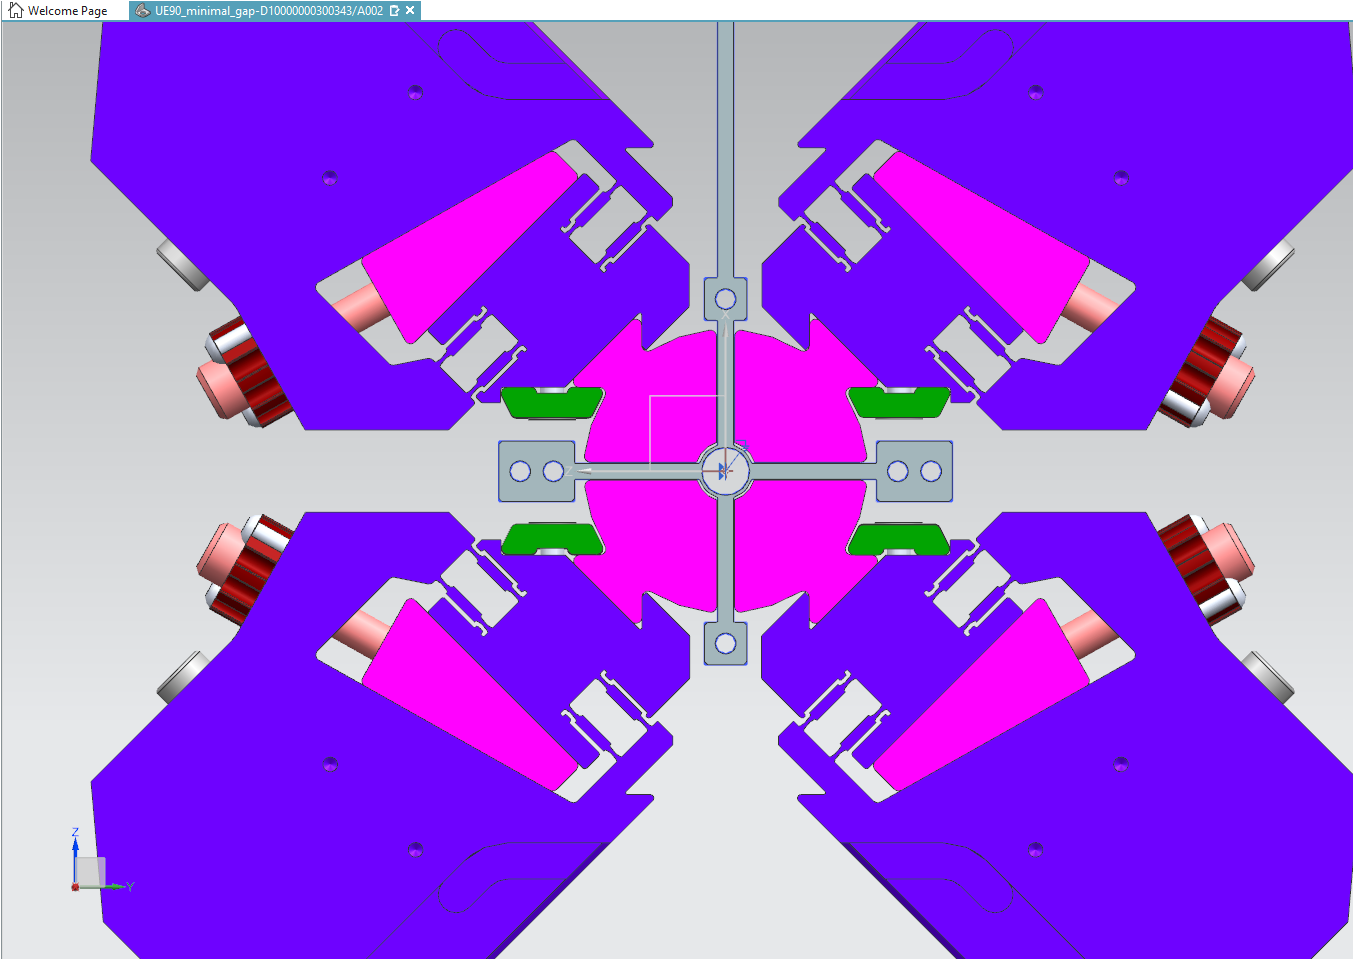 Welcome Page
UE90_minimal_gap-D10000000300343/A002
Z
Y